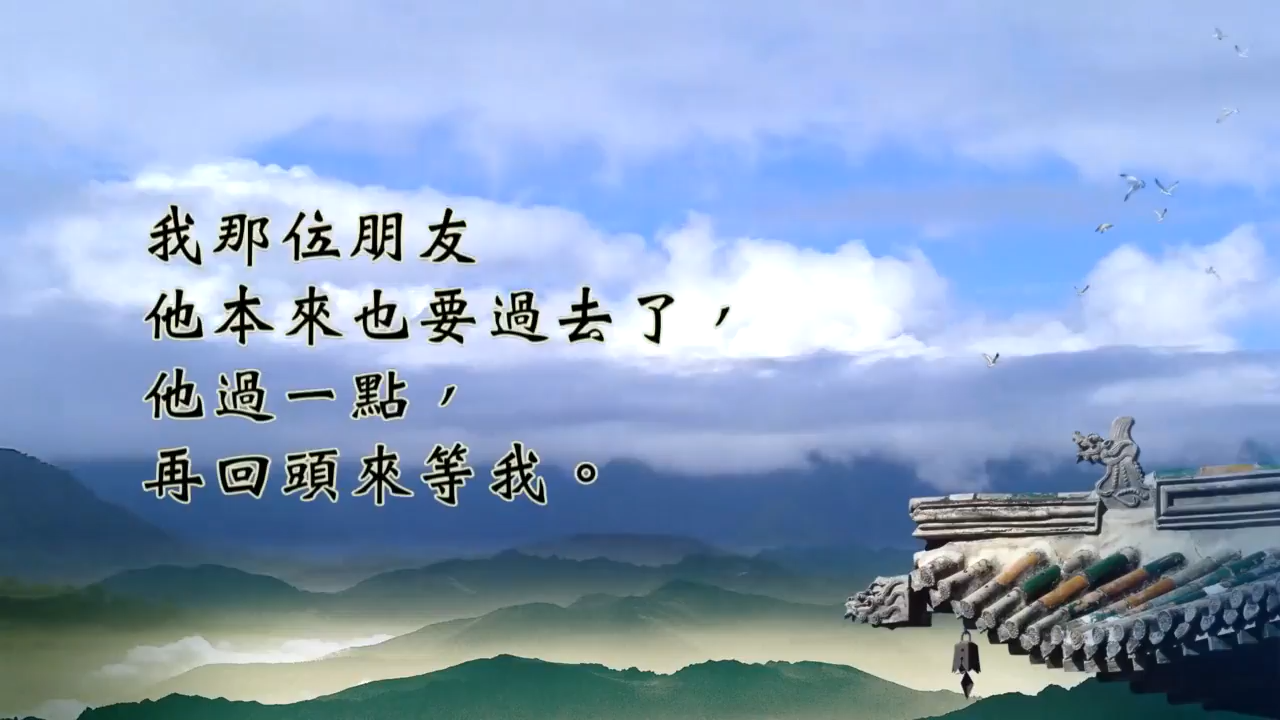 我那位朋友
他本來也要過去了，
他過一點，
再回頭來等我。